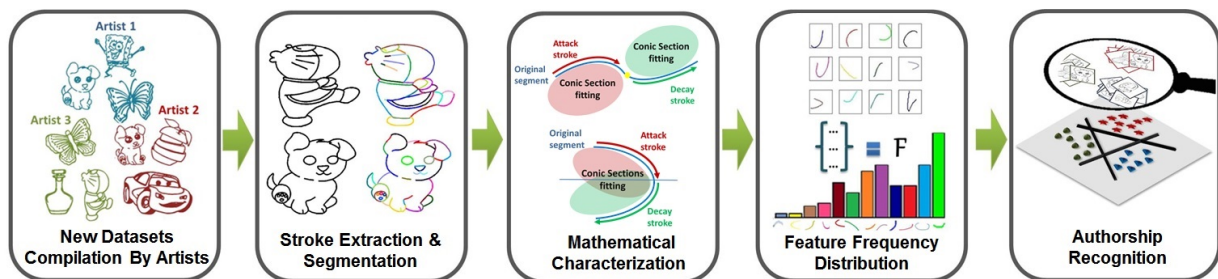 Artist 1
Artist 2
Artist 3
New Datasets
Compilation By Artists
Stroke Extraction &
Segmentation
Attack
stroke
Original
segment
Conic Section
fitting
Conic Section
fitting
Decay
stroke
Original
segment
Attack
stroke
Conic Sections
fitting
Decay
stroke
Mathematical
Characterization
{ ... ... ... } = F
Feature Frequency
Distribution
Authorship
Recognition